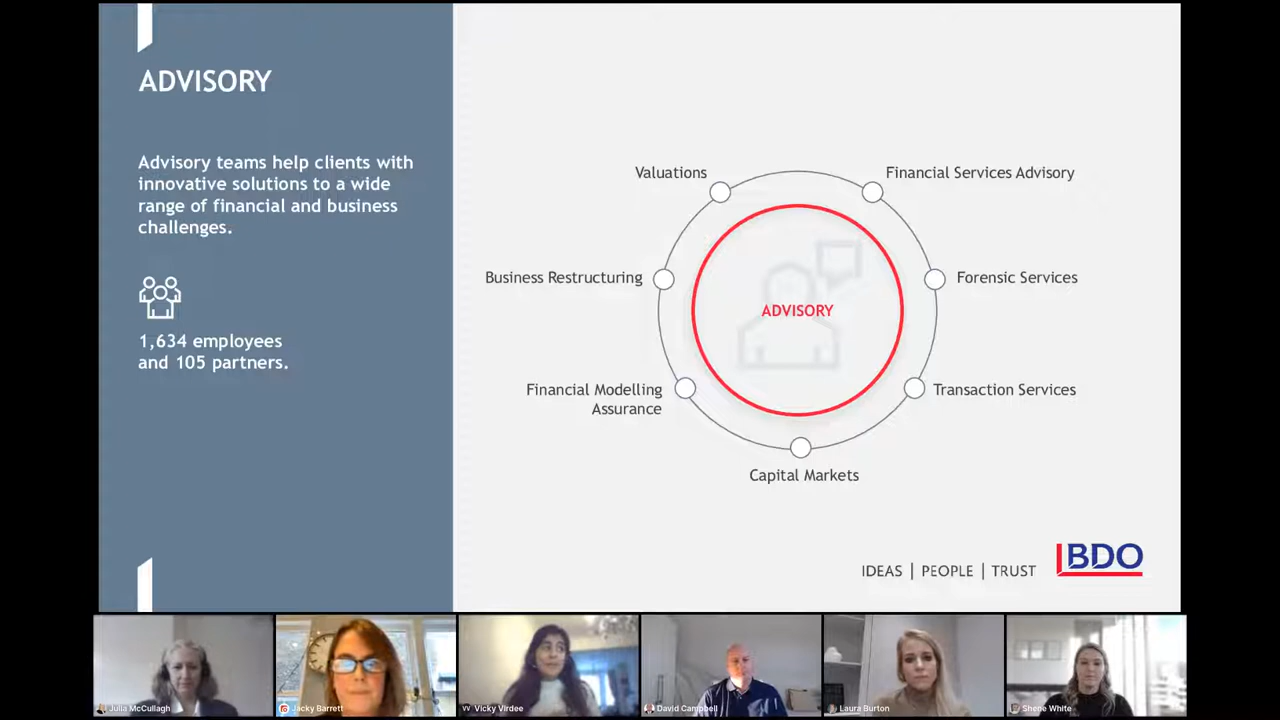 ADVISORY
Advisory teams help clients with
innovative solutions to a wide
range of financial and business
challenges.
1,634 employees
and 105 partners.
Valuations
Financial Services Advisory
Business Restructuring
Forensic Services
ADVISORY
Financial Modelling
Assurance
Transaction Services
Capital Markets
IDEAS | PEOPLE | TRUST
BDO
Julia McCullagh
Jacky Barrett
VV Vicky Virdee
David Campbell
Laura Burton
Shene White